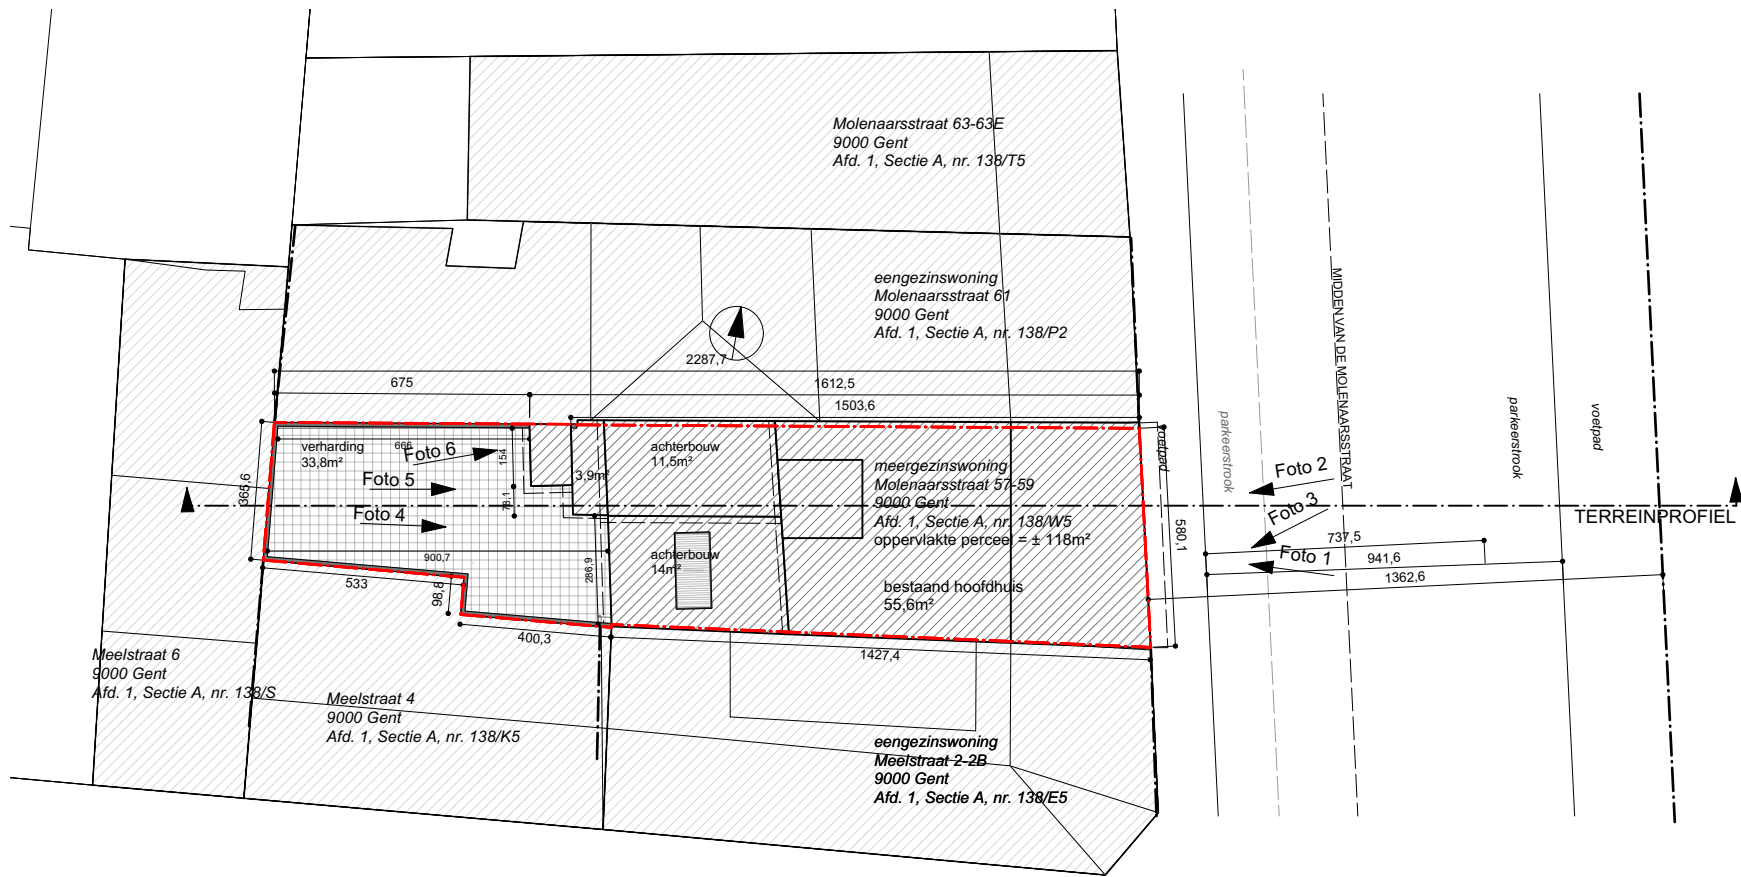 Molenaarsstraat 63-63E
9000 Gent
Afd. 1, Sectie A, nr. 138/T5
eengezinswoning
Molenaarsstraat 61
9000 Gent
Afd. 1, Sectie A, nr. 138/P2
2287,7
675
1612,5
1503,6
verharding
33,8m²
666
Foto 6
154
Foto 5
78,1
Foto 4
365,6
3,9m²
achterbouw
11,5m²
meergezinswoning
Molenaarsstraat 57-59
9000 Gent
Afd. 1, Sectie A, nr. 138/W5
oppervlakte perceel = ± 118m²
voetpad
580,1
parkeerstrook
MIDDEN VAN DE MOLENAARSSTRAAT
parkeerstrook
voetpad
Foto 2
Foto 3
Foto 1
TERREINPROFIEL
737,5
941,6
1362,6
900,7
286,9
achterbouw
14m²
bestaand hoofdhuis
55,6m²
533
98,8
400,3
1427,4
Meelstraat 6
9000 Gent
Afd. 1, Sectie A, nr. 138/S
Meelstraat 4
9000 Gent
Afd. 1, Sectie A, nr. 138/K5
eengezinswoning
Meelstraat 2-2B
9000 Gent
Afd. 1, Sectie A, nr. 138/E5